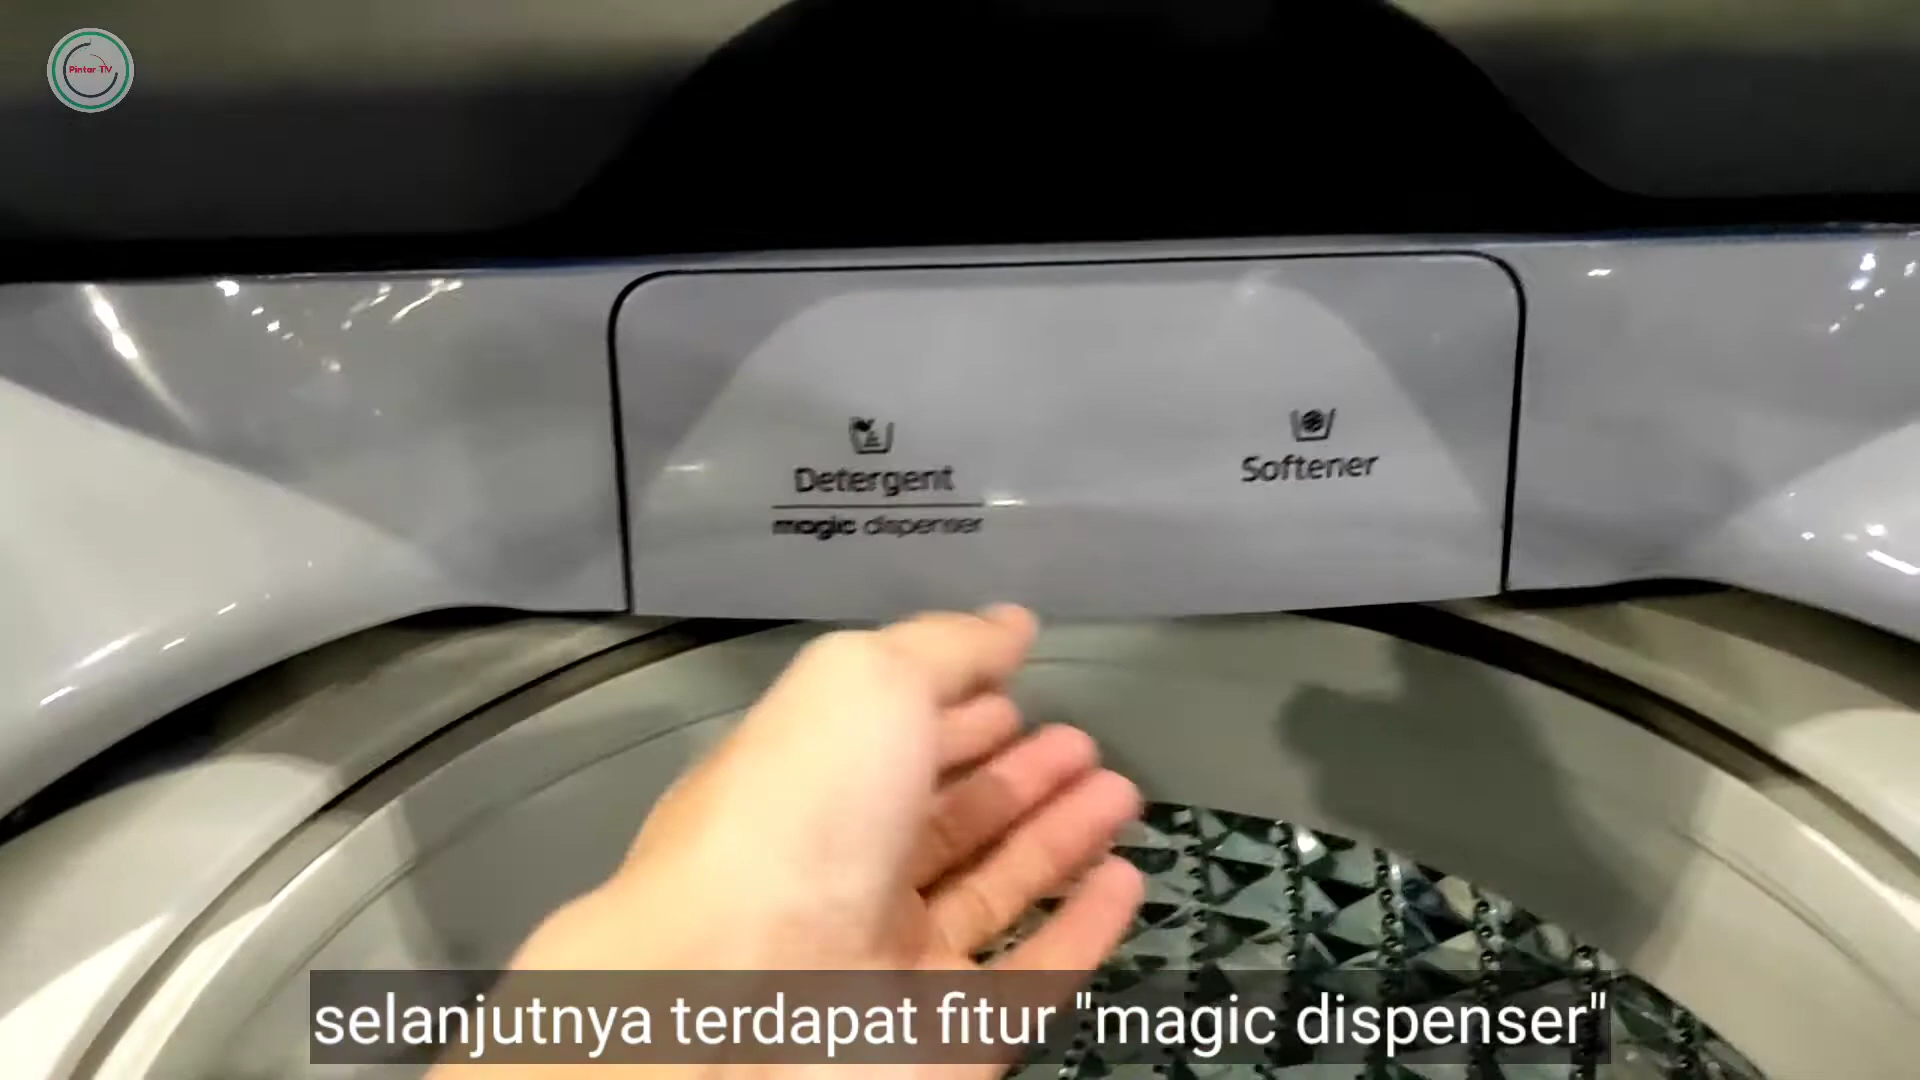 Pintar TV
Detergent
magic dispenser
Softener
selanjutnya terdapat fitur "magic dispenser"